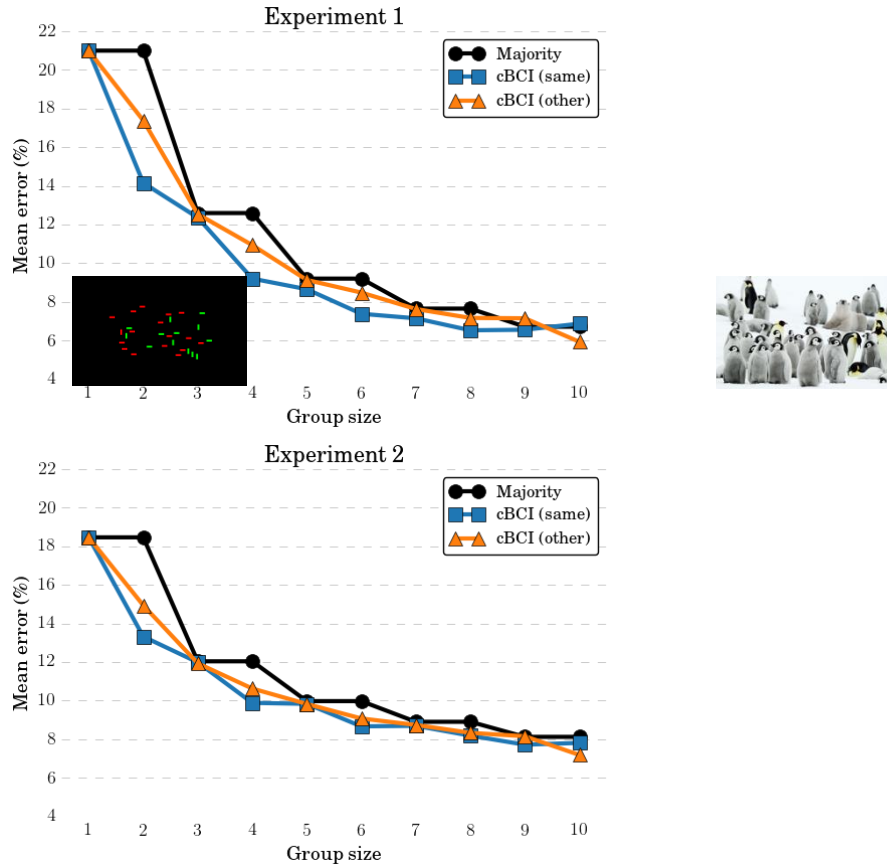 Experiment 1
22
20
18
16
14
12
10
8
6
4
Mean error (%)
Majority
cBCI (same)
cBCI (other)
1 2 3 4 5 6 7 8 9 10
Group size
Experiment 2
22
20
18
16
14
12
10
8
6
4
Mean error (%)
Majority
cBCI (same)
cBCI (other)
1 2 3 4 5 6 7 8 9 10
Group size